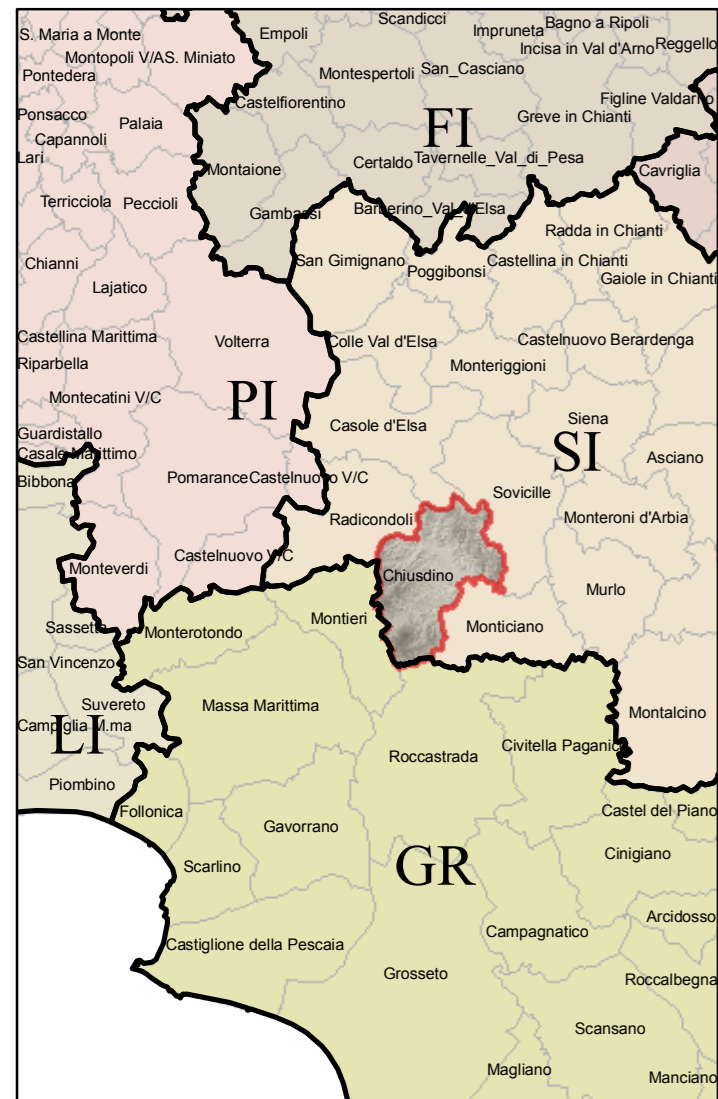 Scandicci
Bagno a Ripoli
S. Maria a Monte
Empoli
Impruneta
Incisa in Val d'Arno
Reggello
Montopoli V/A
S. Miniato
Pontedera
Montespertoli
San_Casciano
Castelfiorentino
Figline Valdarno
Ponsacco
Palaia
FI
Greve in Chianti
Capannoli
Lari
Montaione
Certaldo
Tavernelle_Val_di_Pesa
Cavriglia
Terricciola
Peccioli
Gambassi
Barberino_Val_d'Elsa
Radda in Chianti
Chianni
San Gimignano
Poggibonsi
Castellina in Chianti
Gaiole in Chianti
Lajatico
Castellina Marittima
Volterra
Colle Val d'Elsa
Castelnuovo Berardenga
Riparbella
Monteriggioni
Montecatini V/C
PI
Casole d'Elsa
Siena
Guardistallo
Casale Marittimo
SI
Asciano
Bibbona
Pomarance
Castelnuovo V/C
Sovicille
Radicondoli
Monteroni d'Arbia
Monteverdi
Castelnuovo V/C
Chiusdino
Murlo
Sassetta
Monterotondo
Montieri
Monticiano
San Vincenzo
Suvereto
Massa Marittima
Montalcino
Campiglia M.ma
LI
Roccastrada
Civitella Paganico
Piombino
Follonica
Castel del Piano
Gavorrano
Scarlino
GR
Cinigiano
Arcidosso
Castiglione della Pescaia
Campagnatico
Grosseto
Roccalbegna
Scansano
Magliano
Manciano